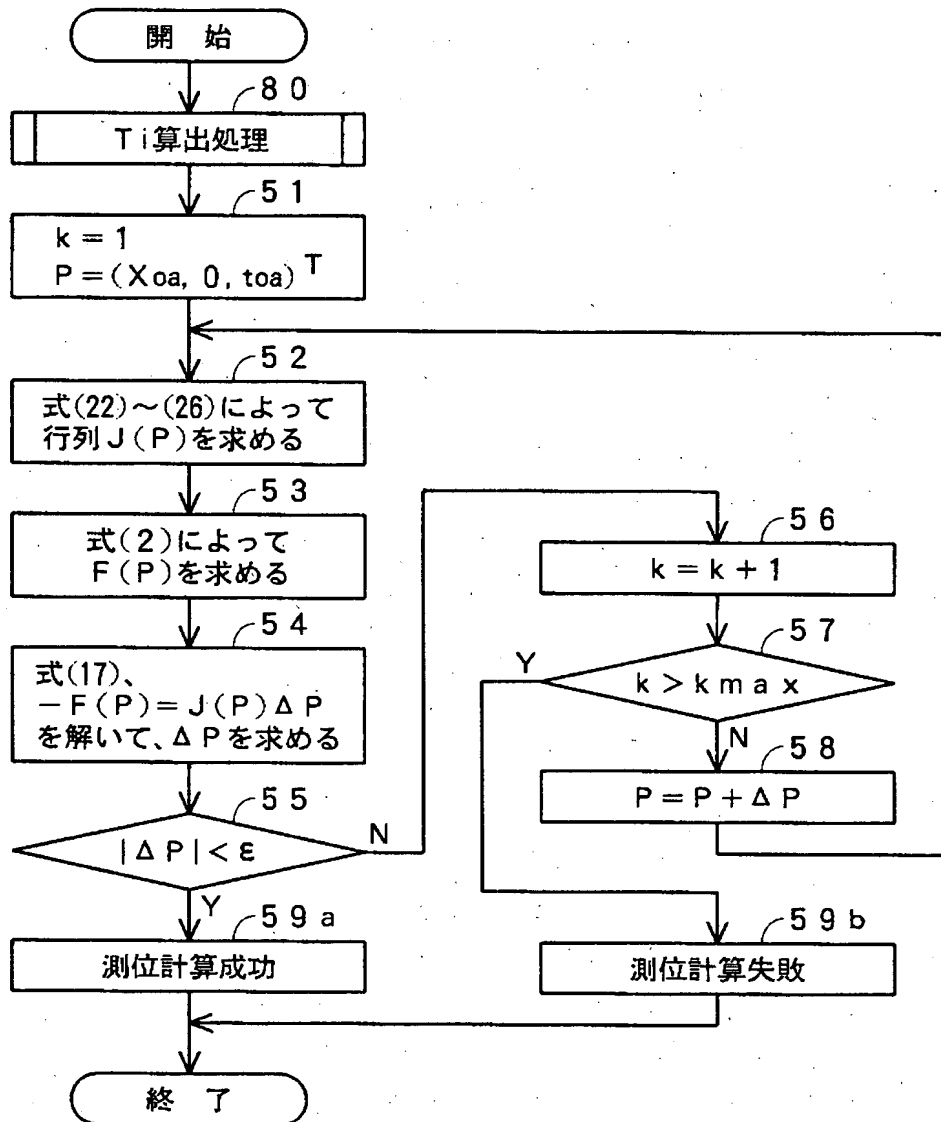 開 始
80
Ti算出処理
51
k = 1
P = (Xoa, 0, toa)T
52
式(22)～(26)によって
行列J(P)を求める
53
式(2)によって
F(P)を求める
54
式(17)、
－F(P)=J(P)ΔP
を解いて、ΔPを求める
55
|ΔP|<ε
N
Y
56
k = k + 1
57
Y
k > kmax
N
58
P = P + ΔP
59a
測位計算成功
59b
測位計算失敗
終 了